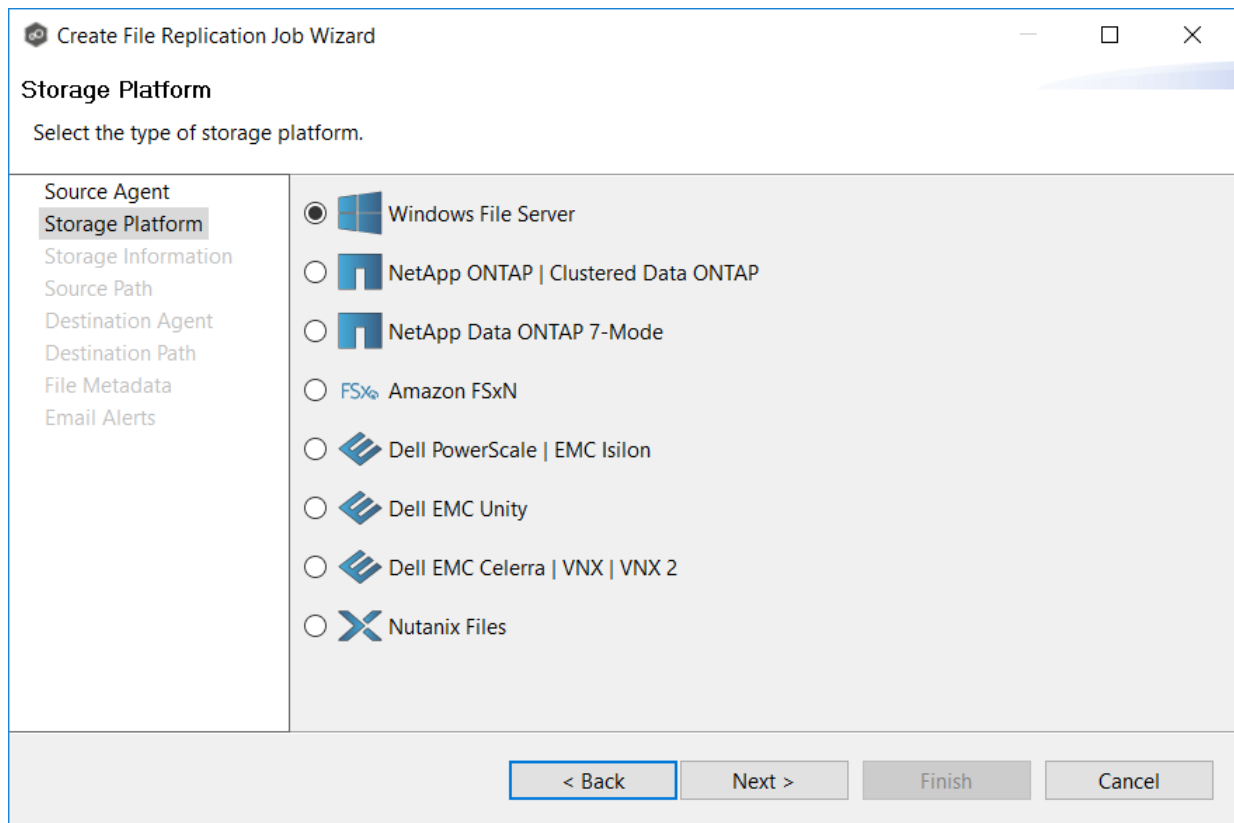 Create File Replication Job Wizard
Storage Platform
Select the type of storage platform.
Source Agent
Storage Platform
Storage Information
Source Path
Destination Agent
Destination Path
File Metadata
Email Alerts
Windows File Server
NetApp ONTAP | Clustered Data ONTAP
NetApp Data ONTAP 7-Mode
FSx Amazon FSxN
Dell PowerScale | EMC Isilon
Dell EMC Unity
Dell EMC Celerra | VNX | VNX 2
Nutanix Files
< Back Next > Finish Cancel